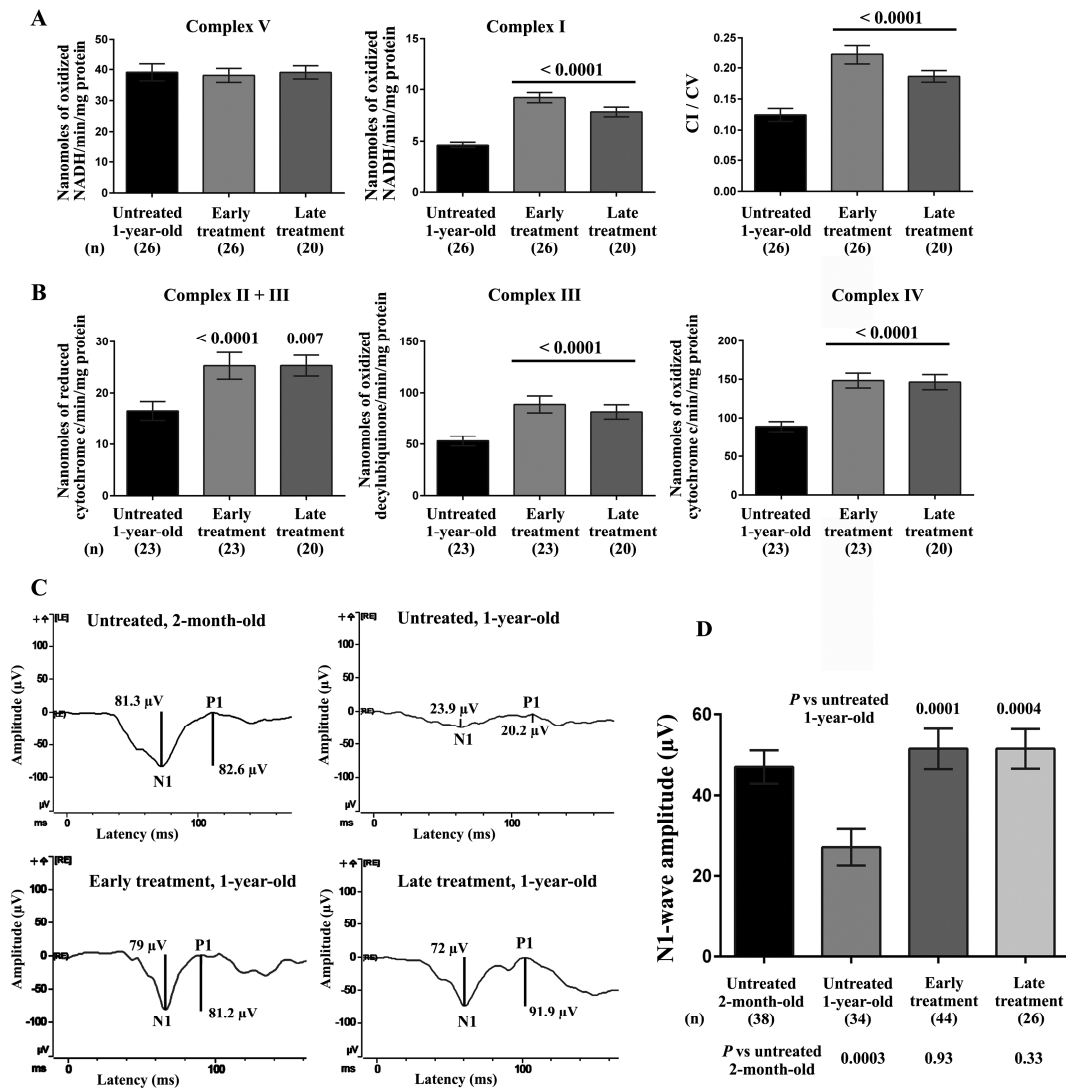 A
Complex V
Nanomoles of oxidized
NADH/min/mg protein
50
40
30
20
10
0
Untreated
1-year-old
(26)
Early
treatment
(26)
Late
treatment
(20)
(n)
Complex I
Nanomoles of oxidized
NADH/min/mg protein
15
10
5
0
< 0.0001
Untreated
1-year-old
(26)
Early
treatment
(26)
Late
treatment
(20)
CI / CV
0.25
0.20
0.15
0.10
0.05
0.00
< 0.0001
Untreated
1-year-old
(26)
Early
treatment
(26)
Late
treatment
(20)
B
Complex II + III
Nanomoles of reduced
cytochrome c/min/mg protein
30
20
10
0
< 0.0001
0.007
Untreated
1-year-old
(23)
Early
treatment
(23)
Late
treatment
(20)
(n)
Complex III
Nanomoles of oxidized
decylubiquinone/min/mg protein
150
100
50
0
< 0.0001
Untreated
1-year-old
(23)
Early
treatment
(23)
Late
treatment
(20)
Complex IV
Nanomoles of oxidized
cytochrome c/min/mg protein
200
150
100
50
0
< 0.0001
Untreated
1-year-old
(23)
Early
treatment
(23)
Late
treatment
(20)
C
+ [LE]
Untreated, 2-month-old
Amplitude (µV)
100
50
0
-50
-100
µV
ms
81.3 µV
P1
N1
82.6 µV
0
100
Latency (ms)
+ [RE]
Untreated, 1-year-old
Amplitude (µV)
100
50
0
-50
-100
µV
ms
[RE]
23.9 µV
P1
N1
20.2 µV
0
100
Latency (ms)
+ [RE]
Early treatment, 1-year-old
Amplitude (µV)
100
50
0
-50
-100
µV
ms
[RE]
79 µV
P1
N1
81.2 µV
0
100
Latency (ms)
+ [RE]
Late treatment, 1-year-old
Amplitude (µV)
100
50
0
-50
-100
µV
ms
[RE]
72 µV
P1
N1
91.9 µV
0
100
Latency (ms)
D
N1-wave amplitude (µV)
60
40
20
0
P vs untreated
1-year-old
0.0001
0.0004
Untreated
2-month-old
(38)
Untreated
1-year-old
(34)
Early
treatment
(44)
Late
treatment
(26)
(n)
P vs untreated
2-month-old
0.0003
0.93
0.33